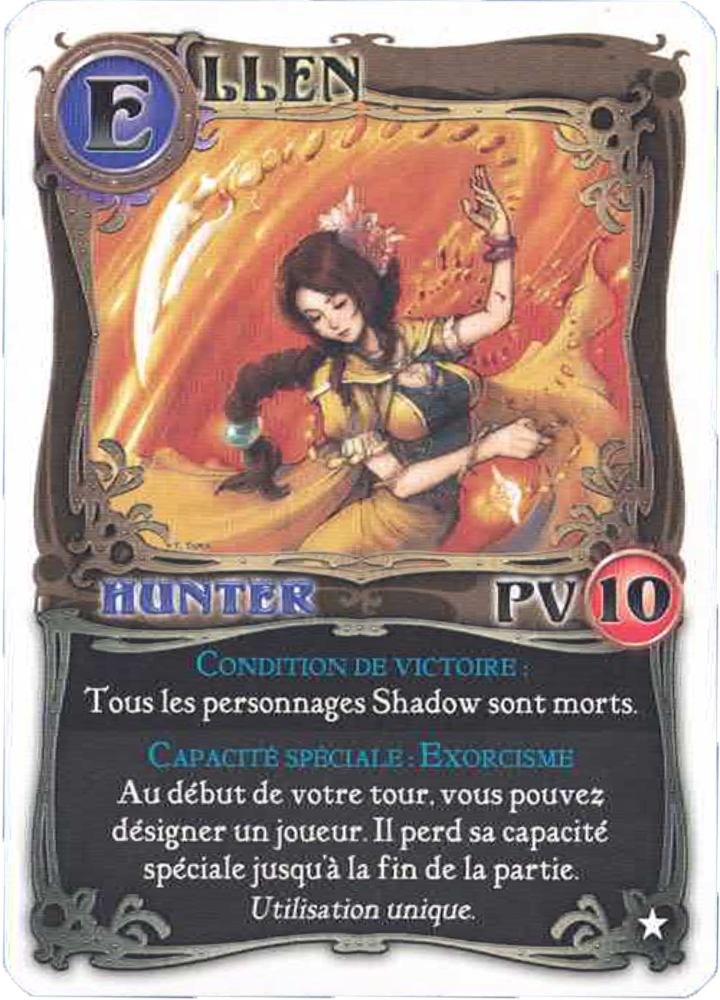 ELLEN
HUNTER PV 10
CONDITION DE VICTOIRE :
Tous les personnages Shadow sont morts.
CAPACITÉ SPÉCIALE : EXORCISME
Au début de votre tour, vous pouvez
désigner un joueur. Il perd sa capacité
spéciale jusqu'à la fin de la partie.
Utilisation unique.